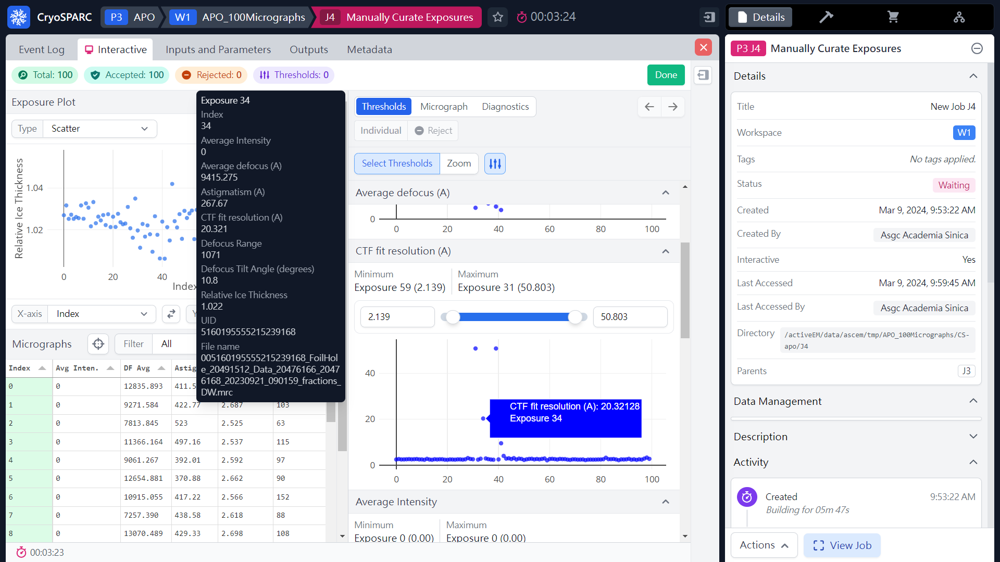 CryoSPARC
P3 APO
W1 APO_100Micrographs
J4 Manually Curate Exposures
00:03:24
Details
Event Log
Interactive
Inputs and Parameters
Outputs
Metadata
Total: 100
Accepted: 100
Rejected: 0
Thresholds: 0
Done
Exposure Plot
Type Scatter
Relative Ice Thickness
1.04
1.02
0 20 40
Index
X-axis Index
Y
Micrographs
Filter All
Index Avg Inten. DF Avg Astig
0 0 12835.893 411.5
1 0 9271.584 422.77 2.687 103
2 0 7813.845 523 2.525 63
3 0 11366.164 497.16 2.537 115
4 0 9061.267 392.01 2.592 97
5 0 12654.881 370.88 2.662 90
6 0 10915.055 417.22 2.566 152
7 0 7257.390 438.58 2.618 88
8 0 13070.489 429.33 2.698 108
00:03:23
Exposure 34
Index
34
Average Intensity
0
Average defocus (A)
9415.275
Astigmatism (A)
267.67
CTF fit resolution (A)
20.321
Defocus Range
1071
Defocus Tilt Angle (degrees)
10.8
Relative Ice Thickness
1.022
UID
5160195555215239168
File name
005160195555215239168_FoilHol
e_20491512_Data_20476166_2047
6168_20230921_090159_fractions_
DW.mrc
Thresholds
Micrograph
Diagnostics
Individual
Reject
Select Thresholds
Zoom
Average defocus (A)
0
0 20 40 60 80 100
CTF fit resolution (A)
Minimum
Exposure 59 (2.139)
Maximum
Exposure 31 (50.803)
2.139
50.803
40
20
0
0 20 40 60 80 100
CTF fit resolution (A): 20.32128
Exposure 34
Average Intensity
Minimum
Exposure 0 (0.00)
Maximum
Exposure 0 (0.00)
P3 J4 Manually Curate Exposures
Details
Title New Job J4
Workspace W1
Tags No tags applied.
Status Waiting
Created Mar 9, 2024, 9:53:22 AM
Created By Asgc Academia Sinica
Interactive Yes
Last Accessed Mar 9, 2024, 9:59:45 AM
Last Accessed By Asgc Academia Sinica
Directory /activeEM/data/ascem/tmp/APO_100Micrographs/CS-
apo/J4
Parents J3
Data Management
Description
Activity
Created 9:53:22 AM
Building for 05m 47s
Actions
View Job